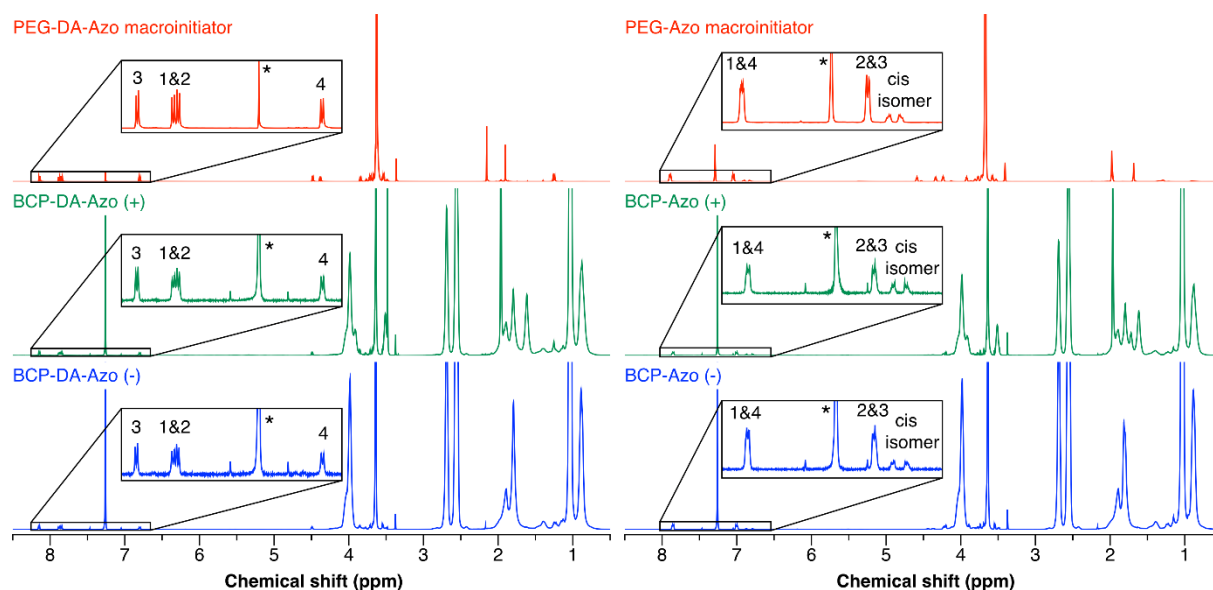 PEG-DA-Azo macroinitiator
3 1&2 * 4
BCP-DA-Azo (+)
3 1&2 * 4
BCP-DA-Azo (-)
3 1&2 * 4
8 7 6 5 4 3 2 1
Chemical shift (ppm)
PEG-Azo macroinitiator
1&4 * 2&3 cis
isomer
BCP-Azo (+)
1&4 * 2&3 cis
isomer
BCP-Azo (-)
1&4 * 2&3 cis
isomer
8 7 6 5 4 3 2 1
Chemical shift (ppm)